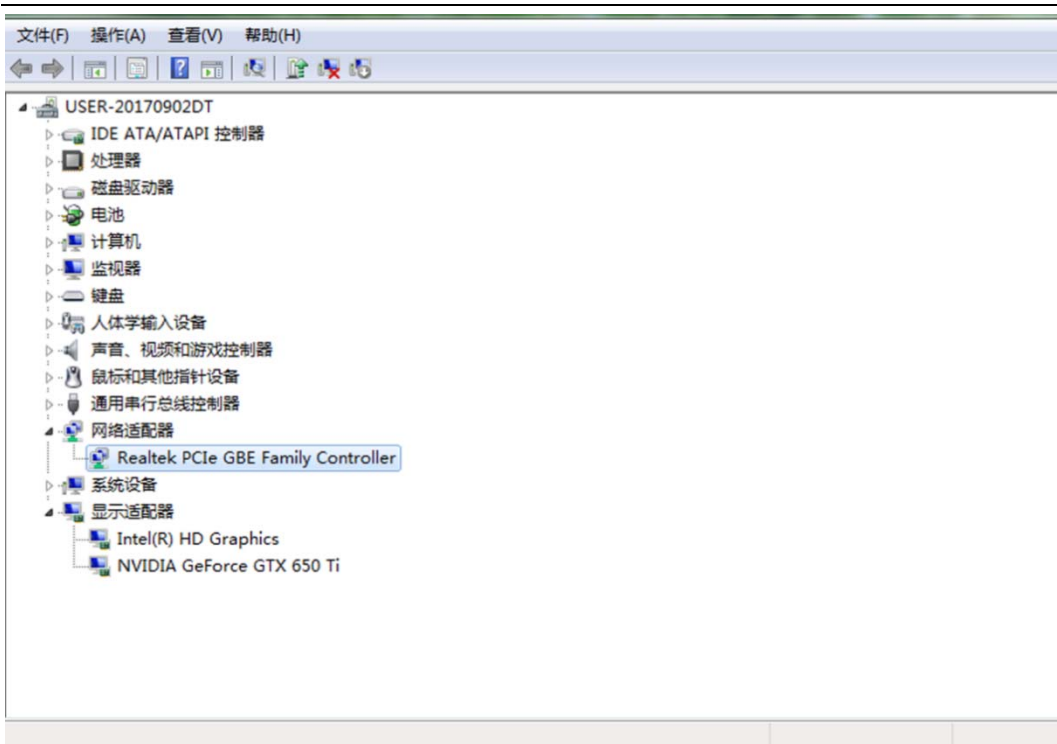 文件(F) 操作(A) 查看(V) 帮助(H)
USER-20170902DT
IDE ATA/ATAPI 控制器
处理器
磁盘驱动器
电池
计算机
监视器
键盘
人体学输入设备
声音、视频和游戏控制器
鼠标和其他指针设备
通用串行总线控制器
网络适配器
Realtek PCIe GBE Family Controller
系统设备
显示适配器
Intel(R) HD Graphics
NVIDIA GeForce GTX 650 Ti